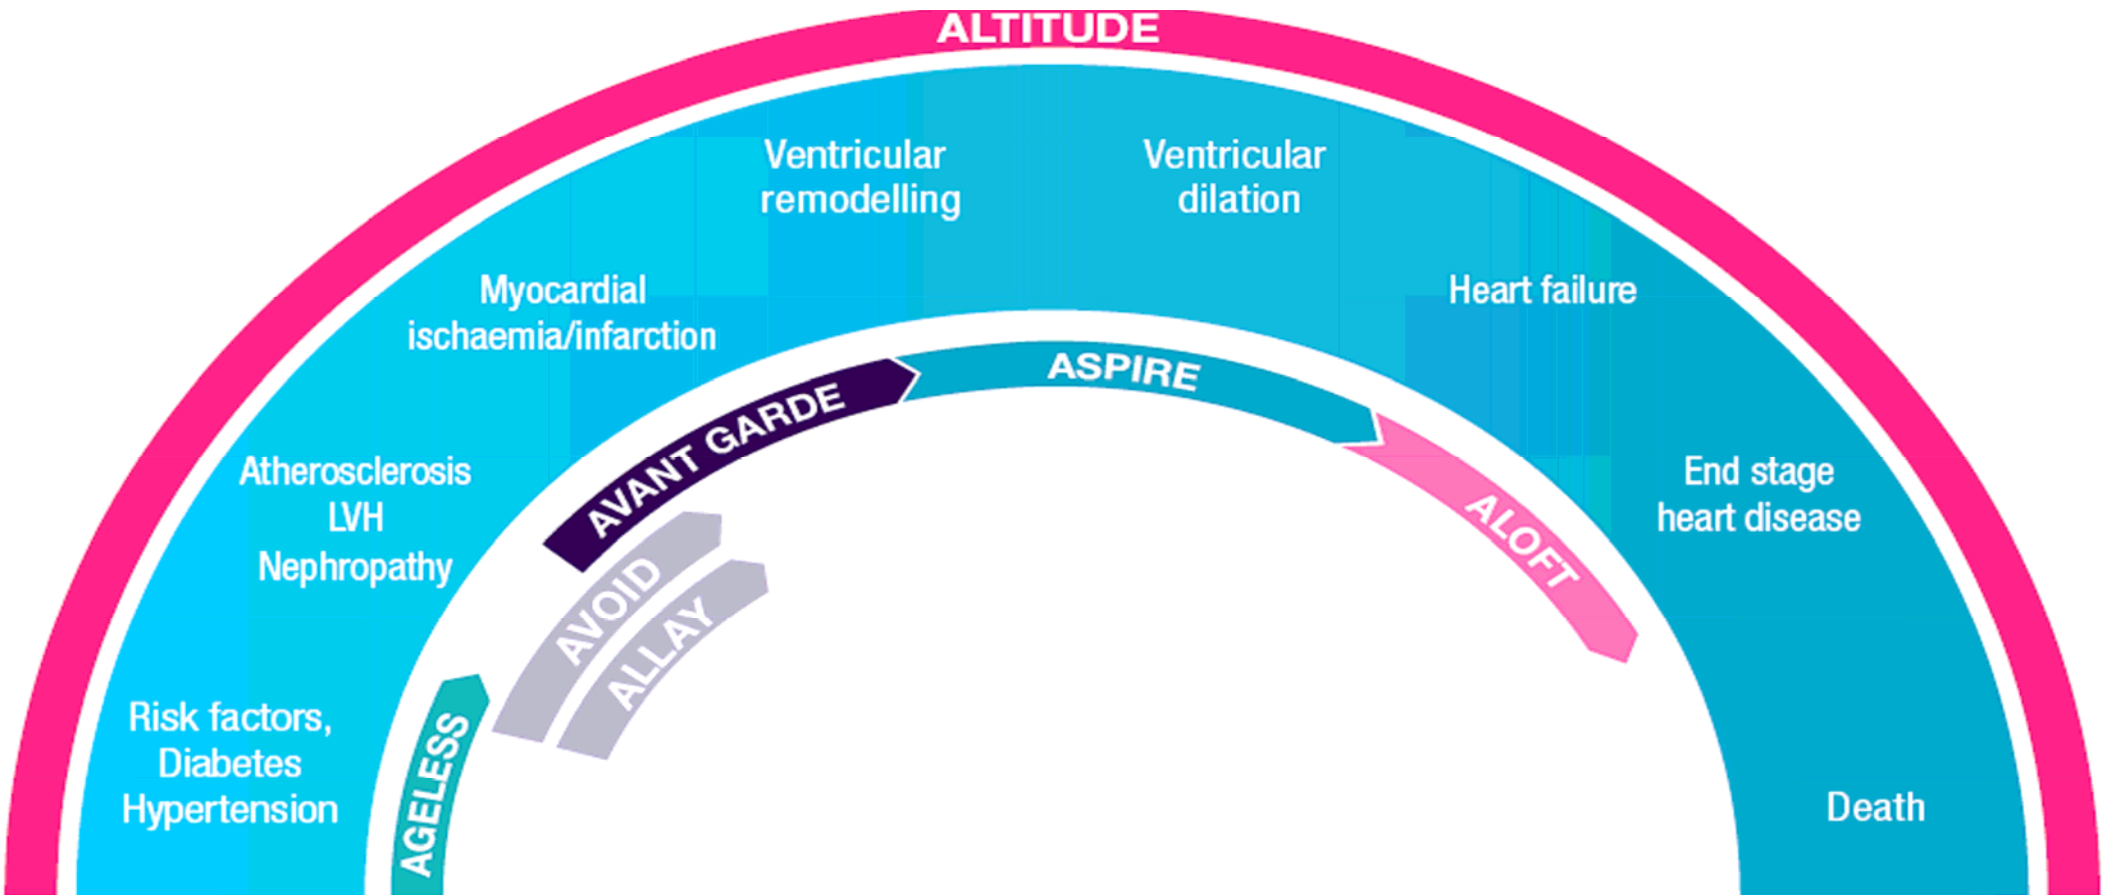 ALTITUDE
Ventricular
remodelling
Ventricular
dilation
Myocardial
ischaemia/infarction
Heart failure
ASPIRE
AVANT GARDE
Atherosclerosis
LVH
Nephropathy
End stage
heart disease
ALOFT
AVOID
ALLAY
Risk factors,
Diabetes
Hypertension
AGELESS
Death